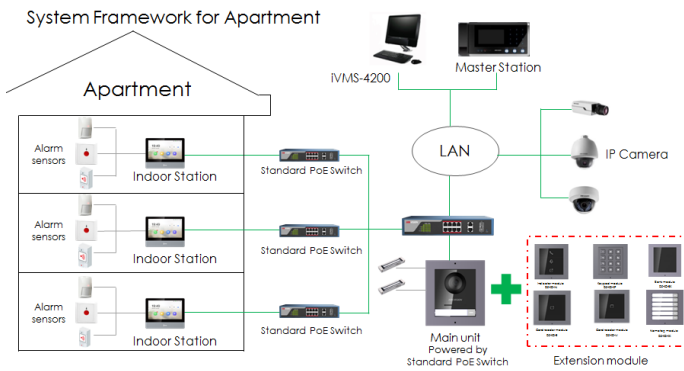 System Framework for Apartment
iVMS-4200
Master Station
Apartment
LAN
IP Camera
Alarm
sensors
Indoor Station
Standard PoE Switch
Alarm
sensors
Indoor Station
Standard PoE Switch
Alarm
sensors
Indoor Station
Standard PoE Switch
Main unit
Powered by
Standard PoE Switch
Extension module